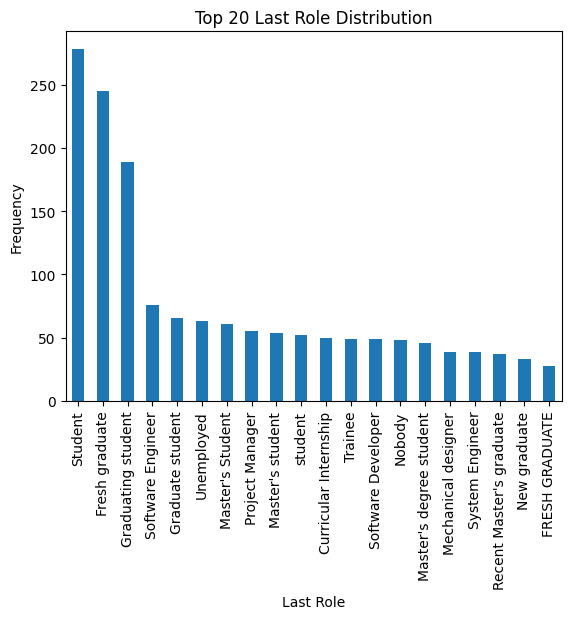 Top 20 Last Role Distribution
Frequency
250
200
150
100
50
0
Student
Fresh graduate
Graduating student
Software Engineer
Graduate student
Unemployed
Master's Student
Project Manager
Master's student
student
Curricular Internship
Trainee
Software Developer
Nobody
Master's degree student
Mechanical designer
System Engineer
Recent Master's graduate
New graduate
FRESH GRADUATE
Last Role